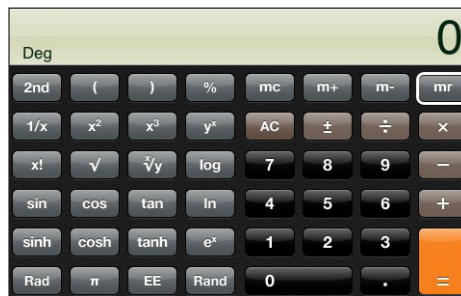 0
Deg
2nd ( ) % mc m+ m- mr
1/x x² x³ yˣ AC ± ÷ ×
x! √ ˣ√y log 7 8 9 −
sin cos tan ln 4 5 6 +
sinh cosh tanh eˣ 1 2 3
Rad π EE Rand 0 . =